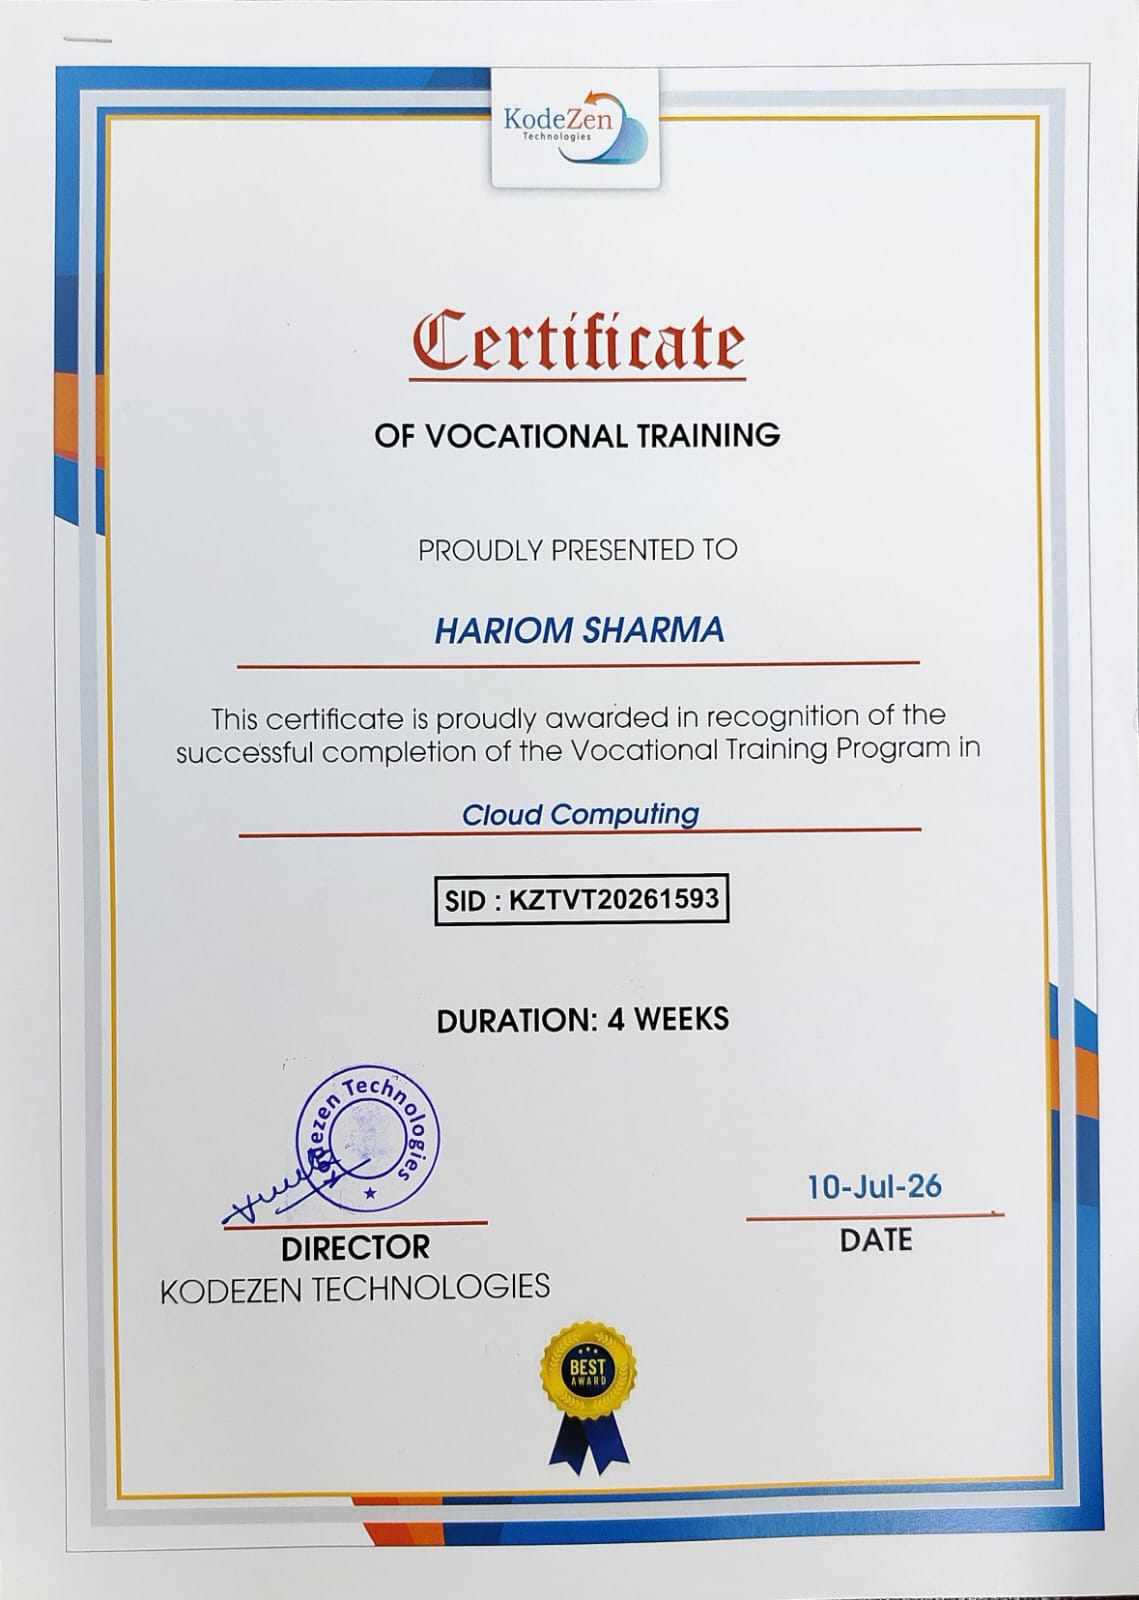 KodeZen
Technologies
Certificate
OF VOCATIONAL TRAINING
PROUDLY PRESENTED TO
HARIOM SHARMA
This certificate is proudly awarded in recognition of the
successful completion of the Vocational Training Program in
Cloud Computing
SID : KZTVT20261593
DURATION: 4 WEEKS
Kodezen Technologies
10-Jul-26
DIRECTOR
DATE
KODEZEN TECHNOLOGIES
BEST
AWARD